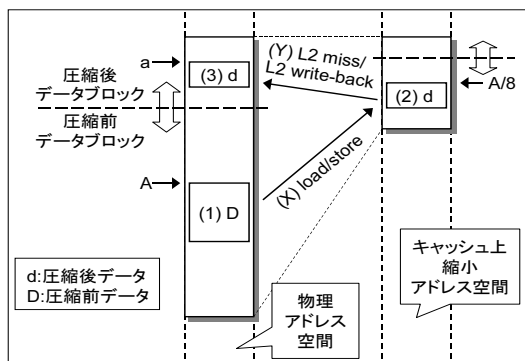 a
(3) d
(Y) L2 miss/
L2 write-back
(2) d
A/8
圧縮後
データブロック
圧縮前
データブロック
A
(1) D
(X) load/store
d:圧縮後データ
D:圧縮前データ
物理
アドレス
空間
キャッシュ上
縮小
アドレス空間